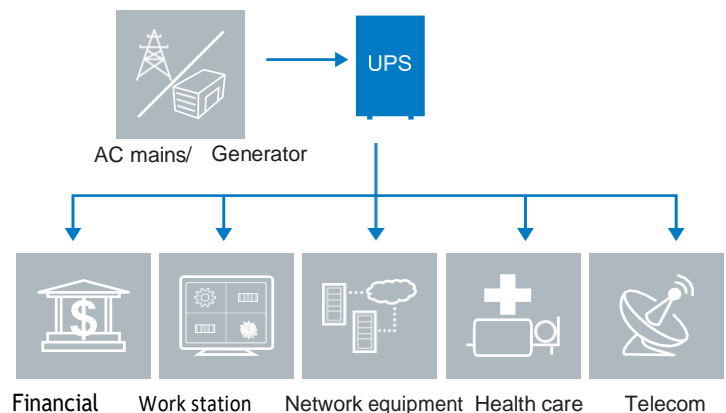 UPS
AC mains/ Generator
$
Financial Work station Network equipment Health care Telecom